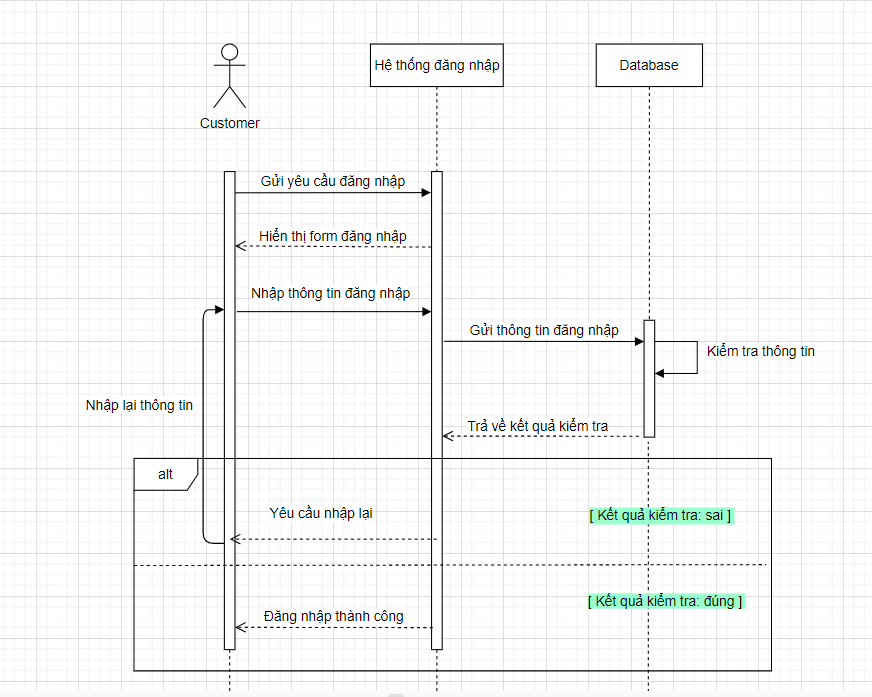 Hệ thống đăng nhập
Database
Customer
Gửi yêu cầu đăng nhập
Hiển thị form đăng nhập
Nhập thông tin đăng nhập
Gửi thông tin đăng nhập
Kiểm tra thông tin
Nhập lại thông tin
Trả về kết quả kiểm tra
alt
Yêu cầu nhập lại
[ Kết quả kiểm tra: sai ]
[ Kết quả kiểm tra: đúng ]
Đăng nhập thành công